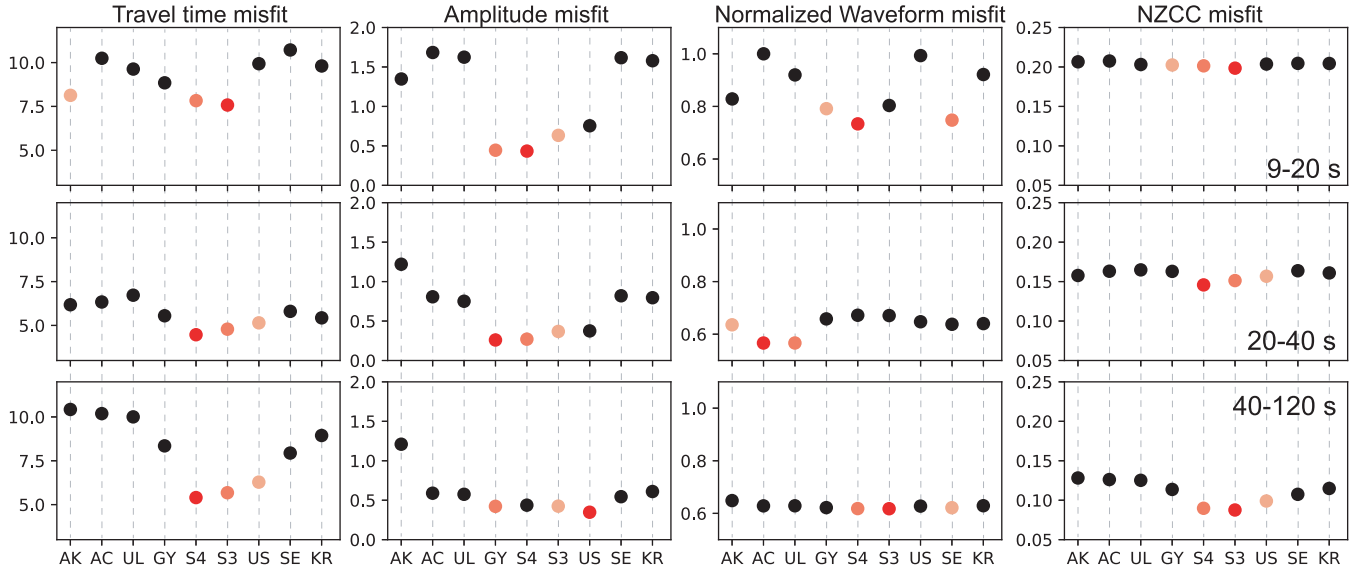 Travel time misfit Amplitude misfit Normalized Waveform misfit NZCC misfit
10.0 7.5 5.0
2.0 1.5 1.0 0.5 0.0
1.0 0.8 0.6
0.25 0.20 0.15 0.10 0.05
9-20 s
10.0 7.5 5.0
2.0 1.5 1.0 0.5 0.0
1.0 0.8 0.6
0.25 0.20 0.15 0.10 0.05
20-40 s
10.0 7.5 5.0
2.0 1.5 1.0 0.5 0.0
1.0 0.8 0.6
0.25 0.20 0.15 0.10 0.05
40-120 s
AK AC UL GY S4 S3 US SE KR
AK AC UL GY S4 S3 US SE KR
AK AC UL GY S4 S3 US SE KR
AK AC UL GY S4 S3 US SE KR